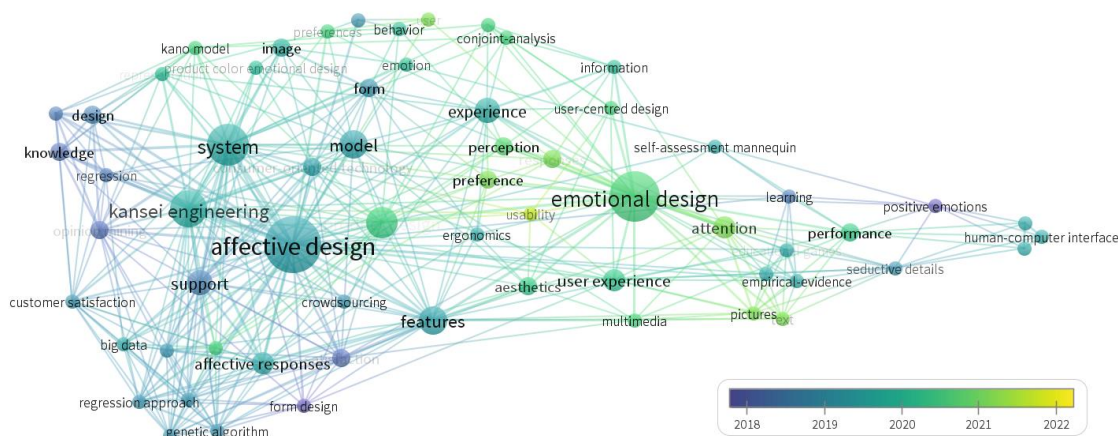 user
preferences
behavior
conjoint-analysis
kano model
image
product color emotional design
emotion
information
form
user-centred design
design
experience
system
model
perception
self-assessment mannequin
knowledge
regression
preference
learning
kansei engineering
emotional design
positive emotions
usability
attention
performance
human-computer interface
ergonomics
affective design
seductive details
support
user experience
empirical-evidence
aesthetics
customer satisfaction
crowdsourcing
features
multimedia
pictures
text
big data
affective responses
regression approach
form design
genetic algorithm
2018
2019
2020
2021
2022